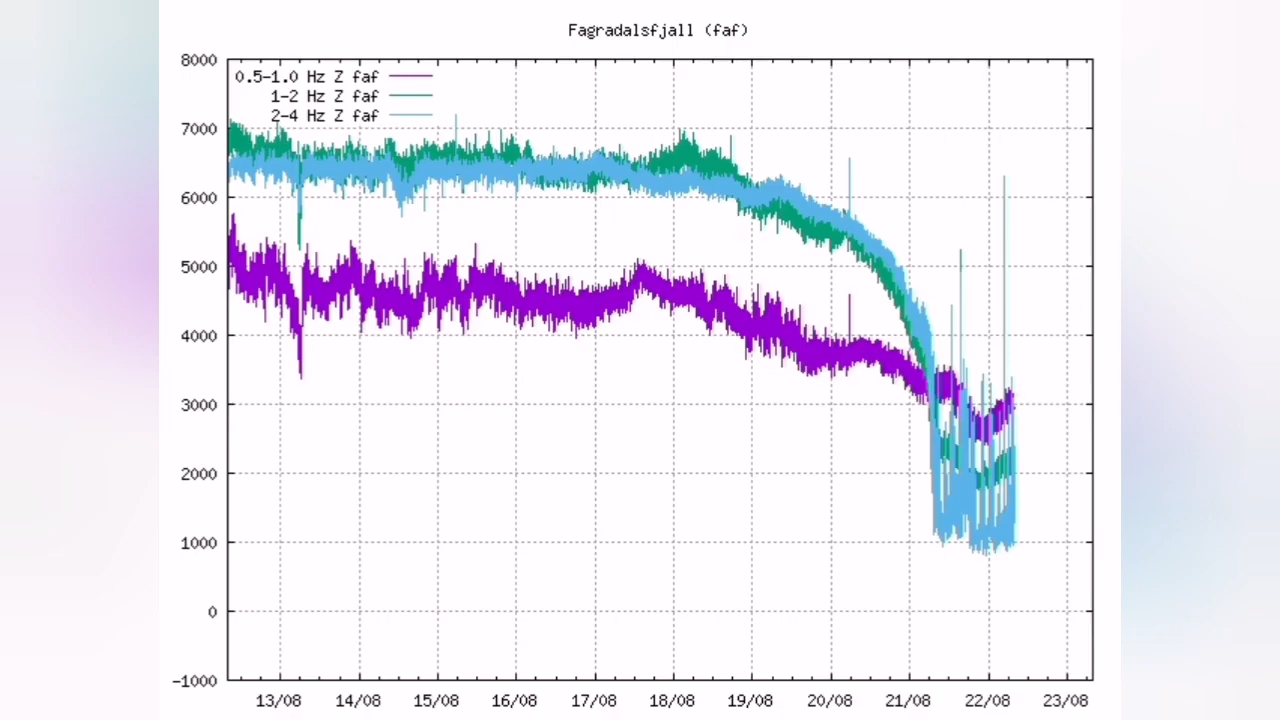 Fagradalsfjall (faf)
8000
0.5-1.0 Hz Z faf
1-2 Hz Z faf
2-4 Hz Z faf
7000
6000
5000
4000
3000
2000
1000
0
-1000
13/08 14/08 15/08 16/08 17/08 18/08 19/08 20/08 21/08 22/08 23/08